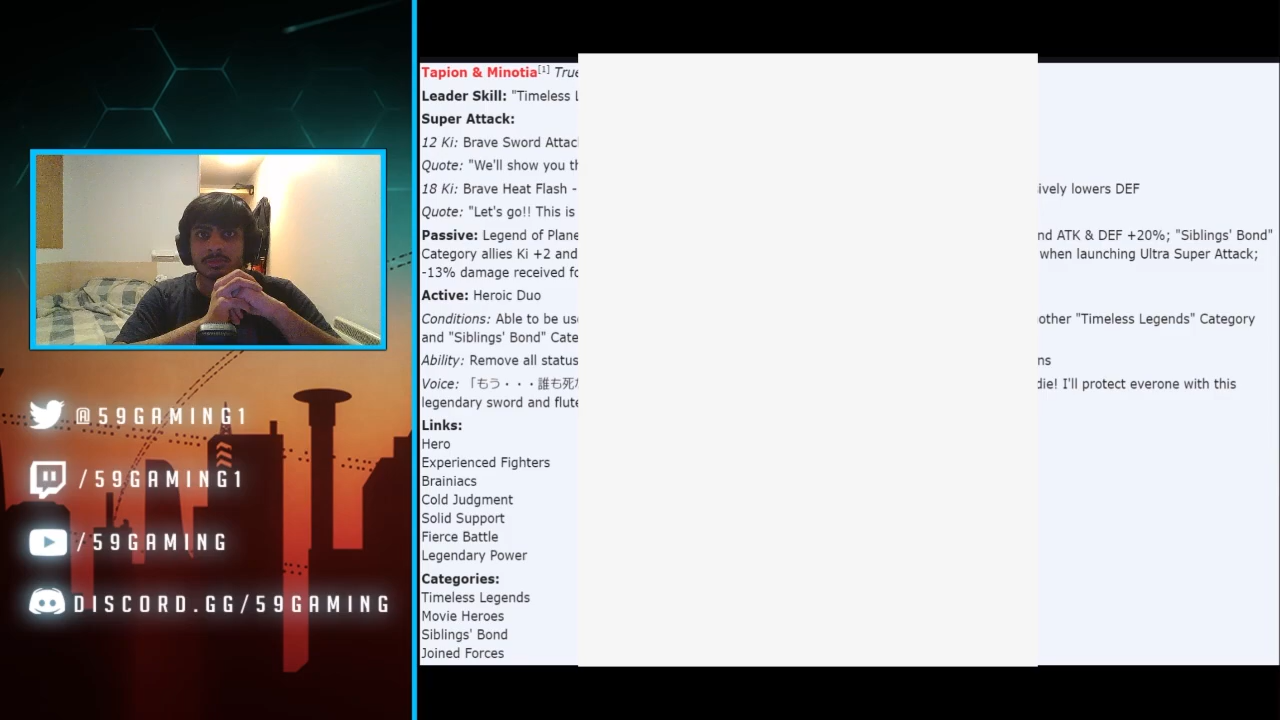 @59GAMING1
/59GAMING1
/59GAMING
DISCORD.GG/59GAMING
Tapion & Minotia[1] True
Leader Skill: "Timeless L
Super Attack:
12 Ki: Brave Sword Attac
Quote: "We'll show you th
18 Ki: Brave Heat Flash - ively lowers DEF
Quote: "Let's go!! This is
Passive: Legend of Plane nd ATK & DEF +20%; "Siblings' Bond"
Category allies Ki +2 and when launching Ultra Super Attack;
-13% damage received fo
Active: Heroic Duo
Conditions: Able to be us other "Timeless Legends" Category
and "Siblings' Bond" Cate
Ability: Remove all status ns
Voice: 「もう・・・誰も死 die! I'll protect everone with this
legendary sword and flute
Links:
Hero
Experienced Fighters
Brainiacs
Cold Judgment
Solid Support
Fierce Battle
Legendary Power
Categories:
Timeless Legends
Movie Heroes
Siblings' Bond
Joined Forces